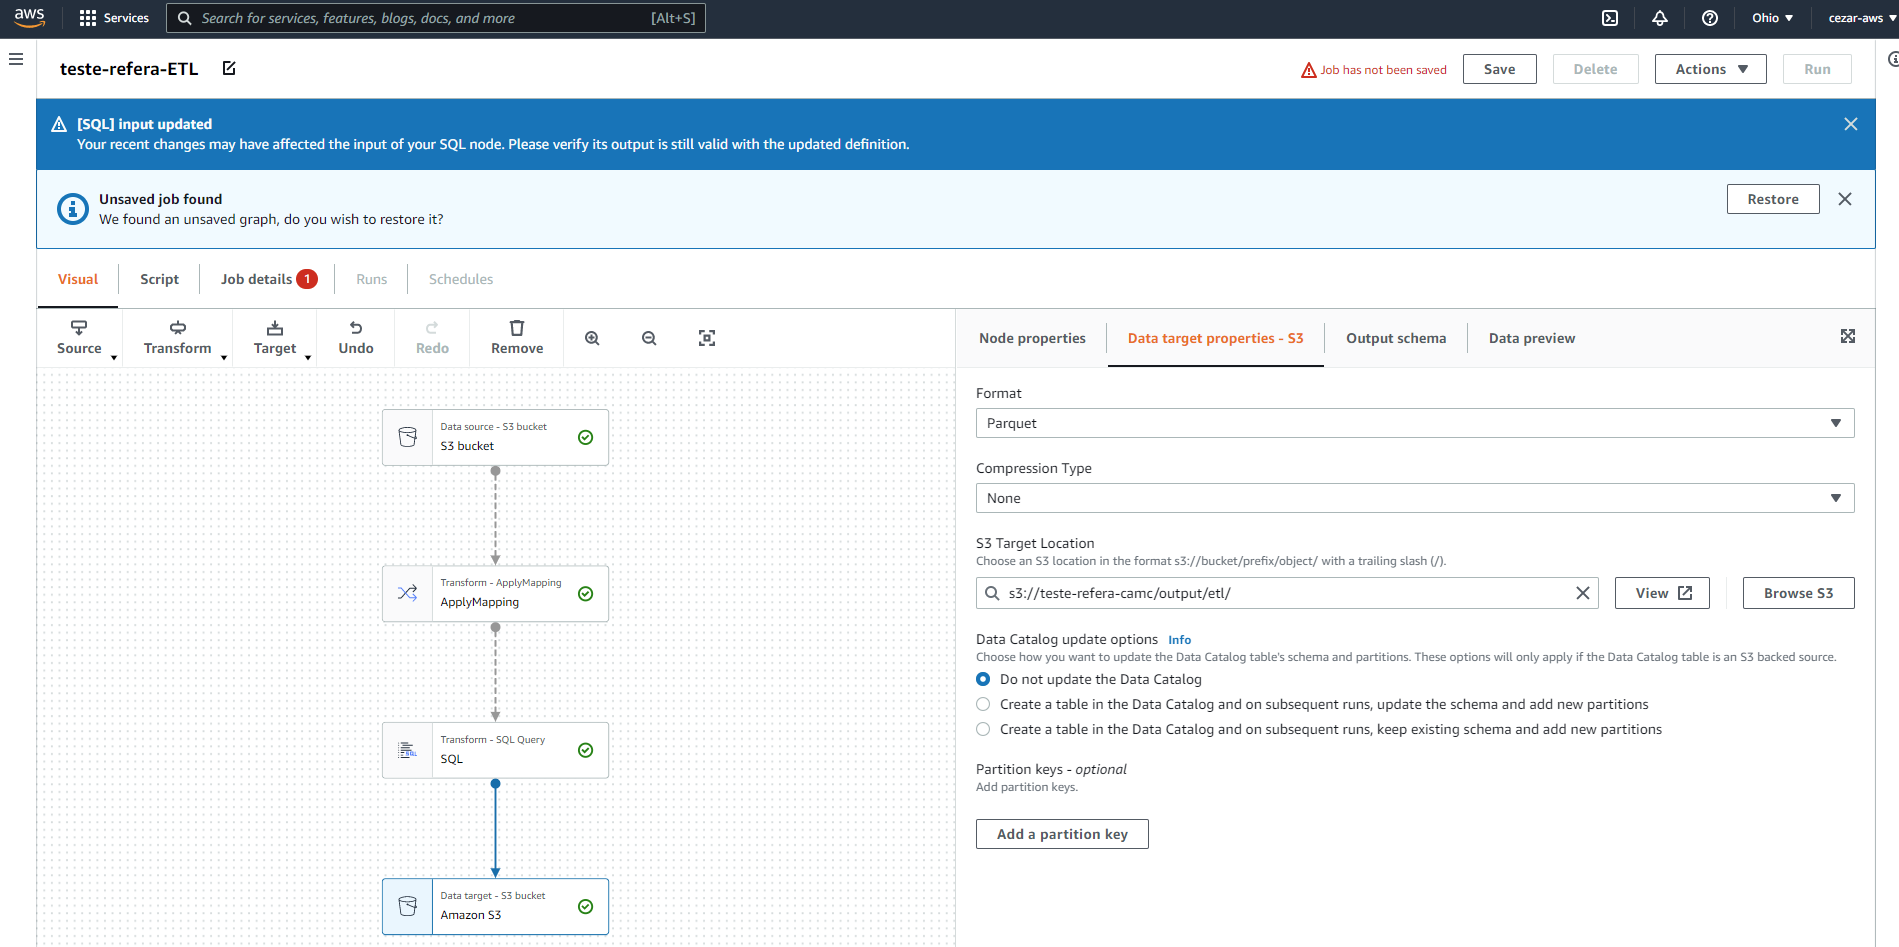 aws
Services
Search for services, features, blogs, docs, and more
[Alt+S]
Ohio
cezar-aws
teste-refera-ETL
Job has not been saved
Save
Delete
Actions
Run
[SQL] input updated
Your recent changes may have affected the input of your SQL node. Please verify its output is still valid with the updated definition.
Unsaved job found
We found an unsaved graph, do you wish to restore it?
Restore
Visual
Script
Job details 1
Runs
Schedules
Source
Transform
Target
Undo
Redo
Remove
Data source - S3 bucket
S3 bucket
Transform - ApplyMapping
ApplyMapping
Transform - SQL Query
SQL
SQL
Data target - S3 bucket
Amazon S3
Node properties
Data target properties - S3
Output schema
Data preview
Format
Parquet
Compression Type
None
S3 Target Location
Choose an S3 location in the format s3://bucket/prefix/object/ with a trailing slash (/).
s3://teste-refera-camc/output/etl/
View
Browse S3
Data Catalog update options Info
Choose how you want to update the Data Catalog table's schema and partitions. These options will only apply if the Data Catalog table is an S3 backed source.
Do not update the Data Catalog
Create a table in the Data Catalog and on subsequent runs, update the schema and add new partitions
Create a table in the Data Catalog and on subsequent runs, keep existing schema and add new partitions
Partition keys - optional
Add partition keys.
Add a partition key